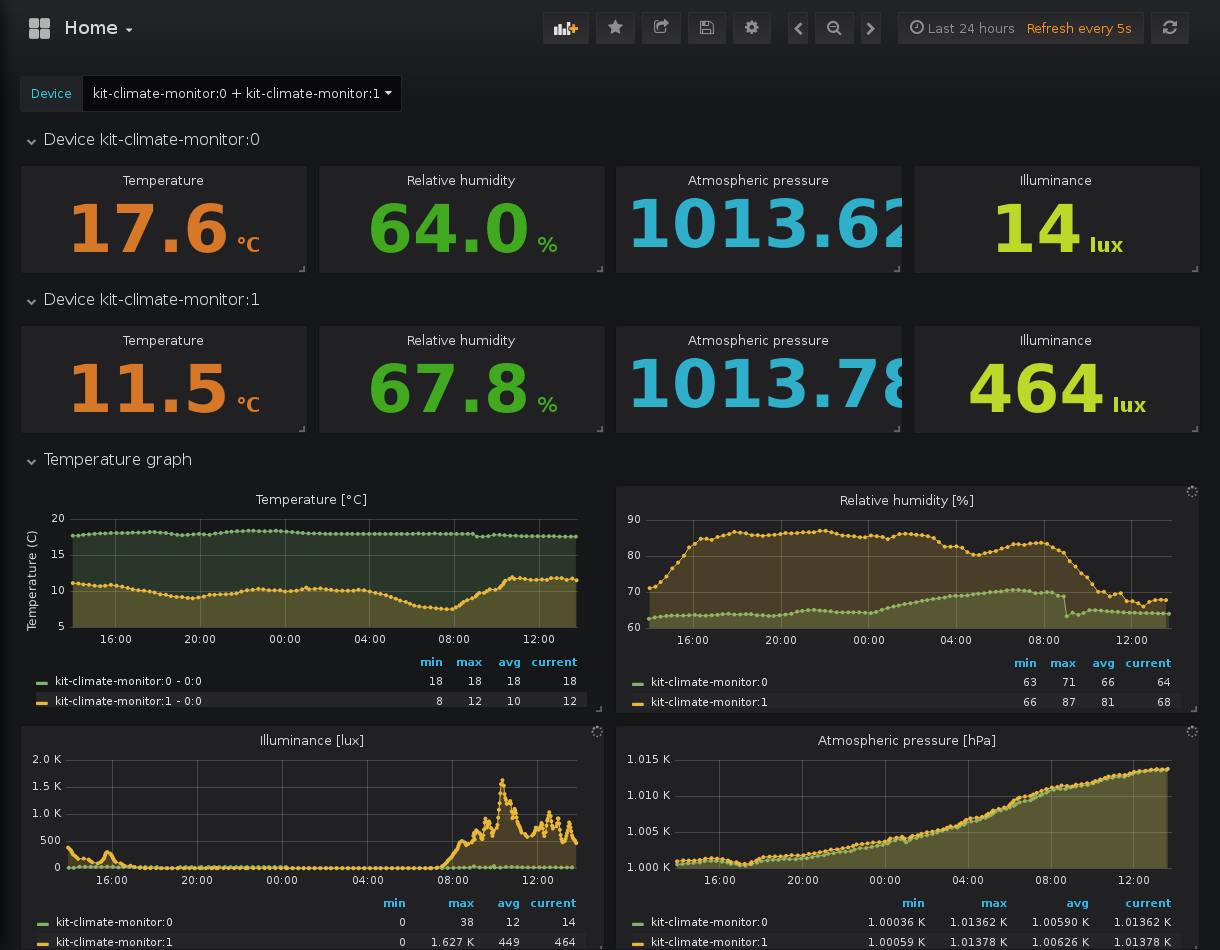 Home
Last 24 hours Refresh every 5s
Device kit-climate-monitor:0 + kit-climate-monitor:1
Device kit-climate-monitor:0
Temperature Relative humidity Atmospheric pressure Illuminance
17.6 °C 64.0 % 1013.62 14 lux
Device kit-climate-monitor:1
Temperature Relative humidity Atmospheric pressure Illuminance
11.5 °C 67.8 % 1013.78 464 lux
Temperature graph
Temperature [°C]
Temperature (C)
20
15
10
5
16:00 20:00 00:00 04:00 08:00 12:00
min max avg current
kit-climate-monitor:0 - 0:0 18 18 18 18
kit-climate-monitor:1 - 0:0 8 12 10 12
Relative humidity [%]
90
80
70
60
16:00 20:00 00:00 04:00 08:00 12:00
min max avg current
kit-climate-monitor:0 63 71 66 64
kit-climate-monitor:1 66 87 81 68
Illuminance [lux]
2.0 K
1.5 K
1.0 K
500
0
16:00 20:00 00:00 04:00 08:00 12:00
min max avg current
kit-climate-monitor:0 0 38 12 14
kit-climate-monitor:1 0 1.627 K 449 464
Atmospheric pressure [hPa]
1.015 K
1.010 K
1.005 K
1.000 K
16:00 20:00 00:00 04:00 08:00 12:00
min max avg current
kit-climate-monitor:0 1.00036 K 1.01362 K 1.00590 K 1.01362 K
kit-climate-monitor:1 1.00059 K 1.01378 K 1.00626 K 1.01378 K